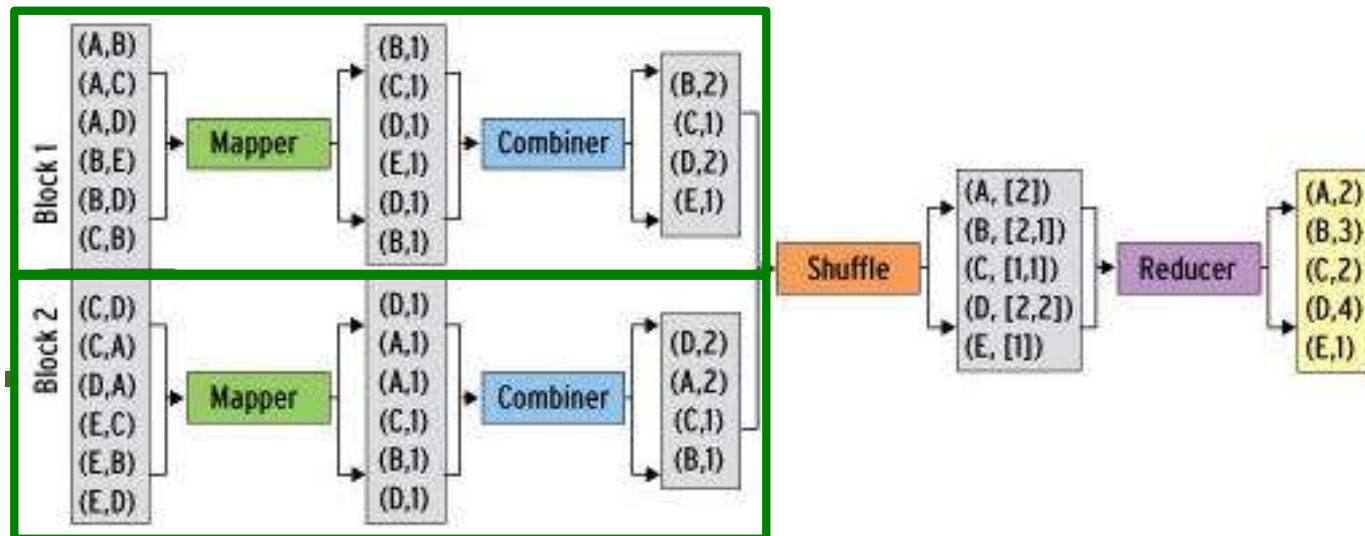 Block 1
(A,B)
(A,C)
(A,D)
(B,E)
(B,D)
(C,B)
Mapper
(B,1)
(C,1)
(D,1)
(E,1)
(D,1)
(B,1)
Combiner
(B,2)
(C,1)
(D,2)
(E,1)
Block 2
(C,D)
(C,A)
(D,A)
(E,C)
(E,B)
(E,D)
Mapper
(D,1)
(A,1)
(A,1)
(C,1)
(B,1)
(D,1)
Combiner
(D,2)
(A,2)
(C,1)
(B,1)
Shuffle
(A, [2])
(B, [2,1])
(C, [1,1])
(D, [2,2])
(E, [1])
Reducer
(A,2)
(B,3)
(C,2)
(D,4)
(E,1)